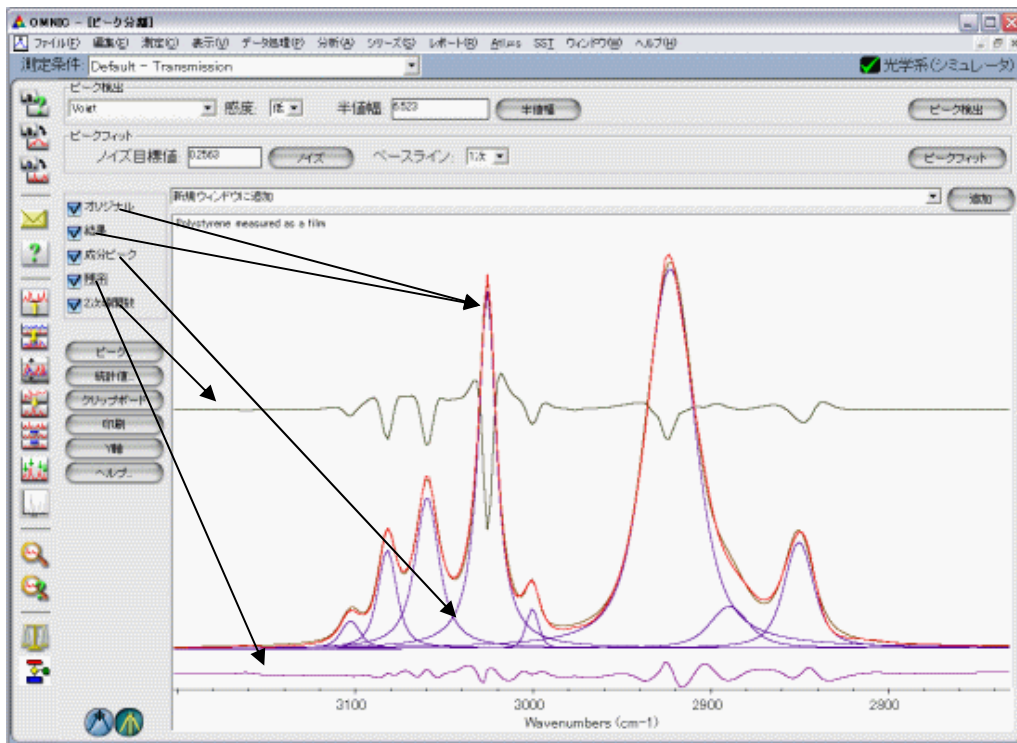 OMNIC - [ピーク分離]
ファイル(F) 編集(E) 測定(C) 表示(V) データ処理(P) 分析(A) シリーズ(S) レポート(R) Atlμs SST ウィンドウ(W) ヘルプ(H)
測定条件: Default - Transmission 光学系(シミュレータ)
ピーク検出
Voigt 感度: 低 半値幅: 6.523 半値幅 ピーク検出
ピークフィット
ノイズ目標値: 0.2563 ノイズ ベースライン: 1次 ピークフィット
新規ウィンドウに追加 追加
オリジナル
結果
成分ピーク
残差
2次導関数
Polystyrene measured as a film
ピーク...
統計値...
クリップボード
印刷
Y軸
ヘルプ...
3100 3000 2900 2800
Wavenumbers (cm-1)